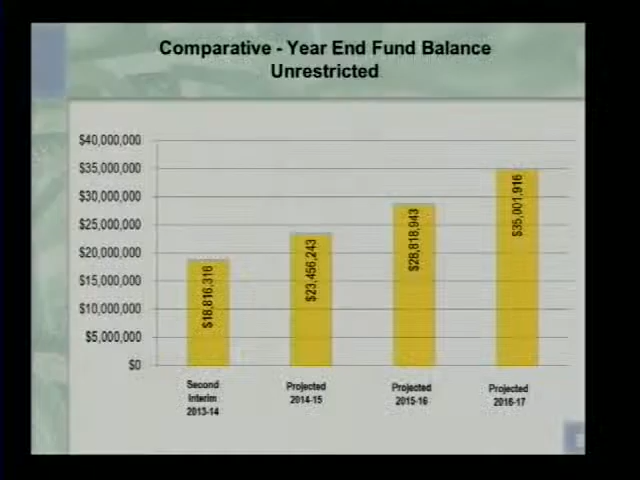 Comparative - Year End Fund Balance
Unrestricted
$40,000,000
$35,000,000
$30,000,000
$25,000,000
$20,000,000
$15,000,000
$10,000,000
$5,000,000
$0
$18,816,316
$23,456,243
$28,818,943
$35,001,916
Second
Interim
2013-14
Projected
2014-15
Projected
2015-16
Projected
2016-17